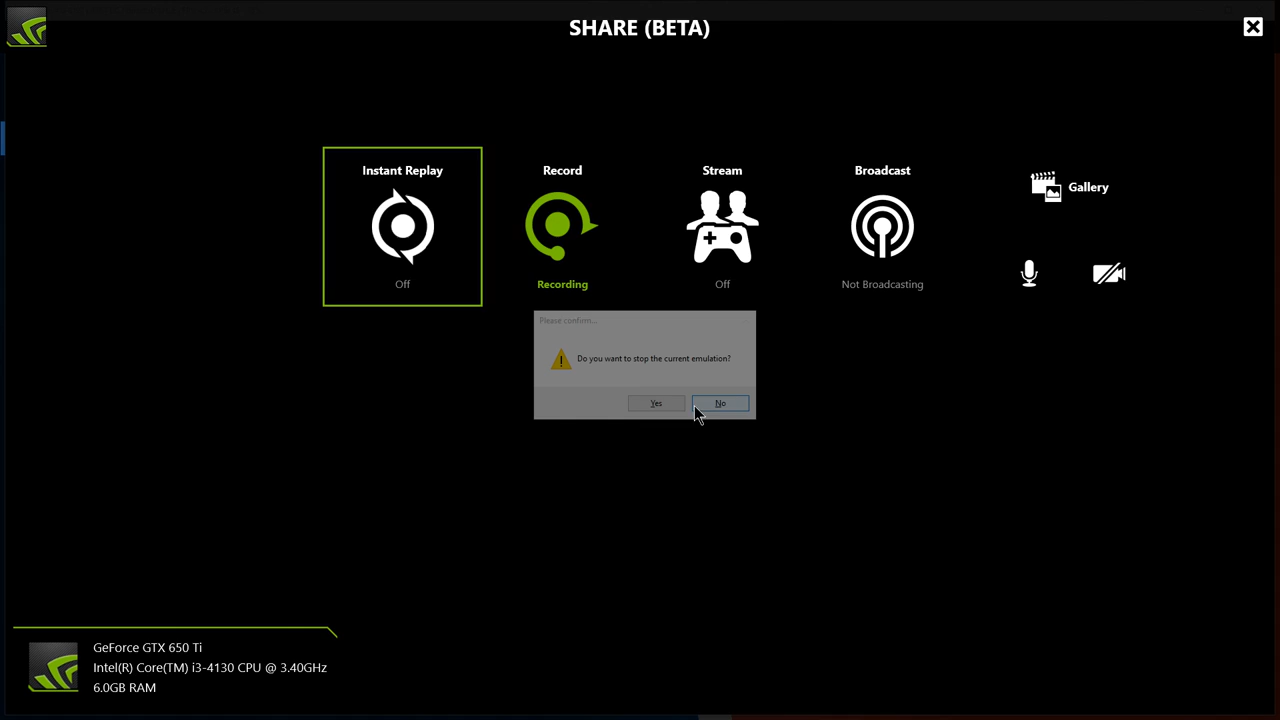 SHARE (BETA)
Instant Replay
Off
Record
Recording
Stream
Off
Broadcast
Not Broadcasting
Gallery
Please confirm...
Do you want to stop the current emulation?
Yes
No
GeForce GTX 650 Ti
Intel(R) Core(TM) i3-4130 CPU @ 3.40GHz
6.0GB RAM